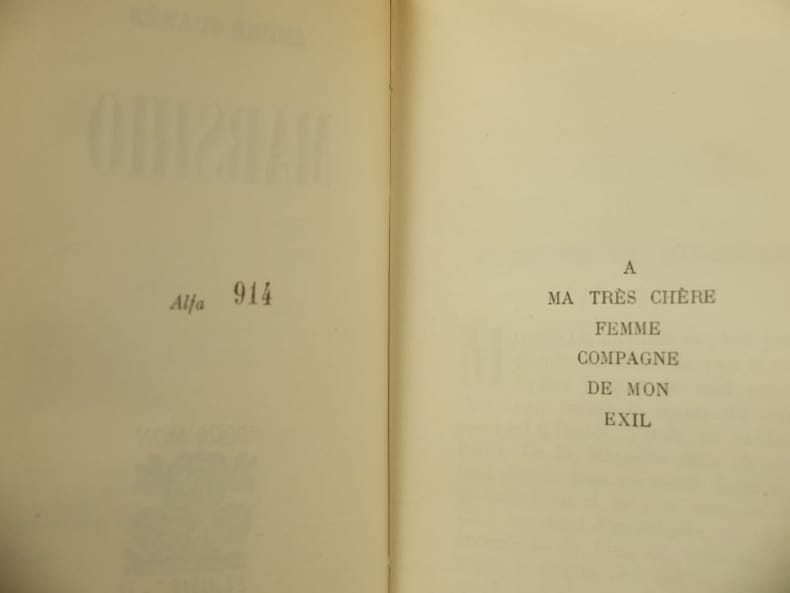 Alfa 914
A
MA TRÈS CHÈRE
FEMME
COMPAGNE
DE MON
EXIL